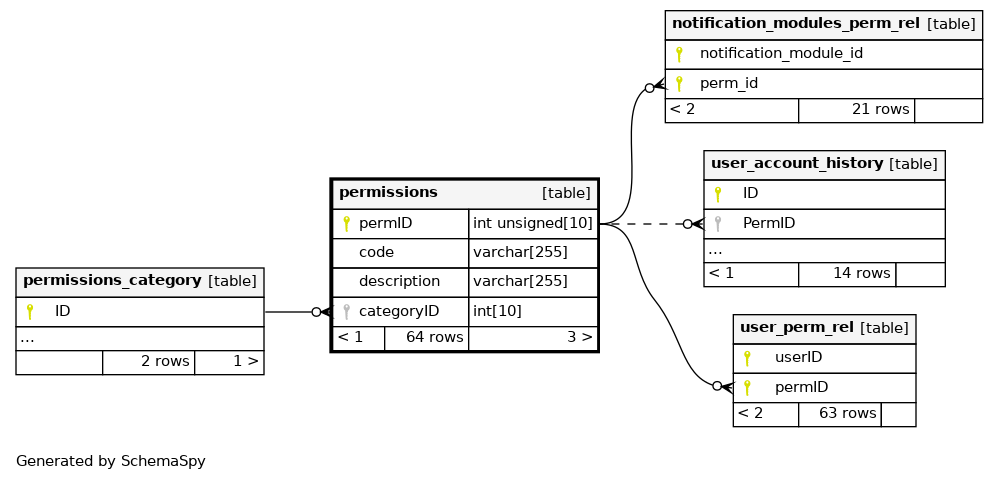 notification_modules_perm_rel [table]
notification_module_id
perm_id
< 2 21 rows
user_account_history [table]
ID
PermID
...
< 1 14 rows
permissions [table]
permID int unsigned[10]
code varchar[255]
description varchar[255]
categoryID int[10]
< 1 64 rows 3 >
permissions_category [table]
ID
...
2 rows 1 >
user_perm_rel [table]
userID
permID
< 2 63 rows
Generated by SchemaSpy